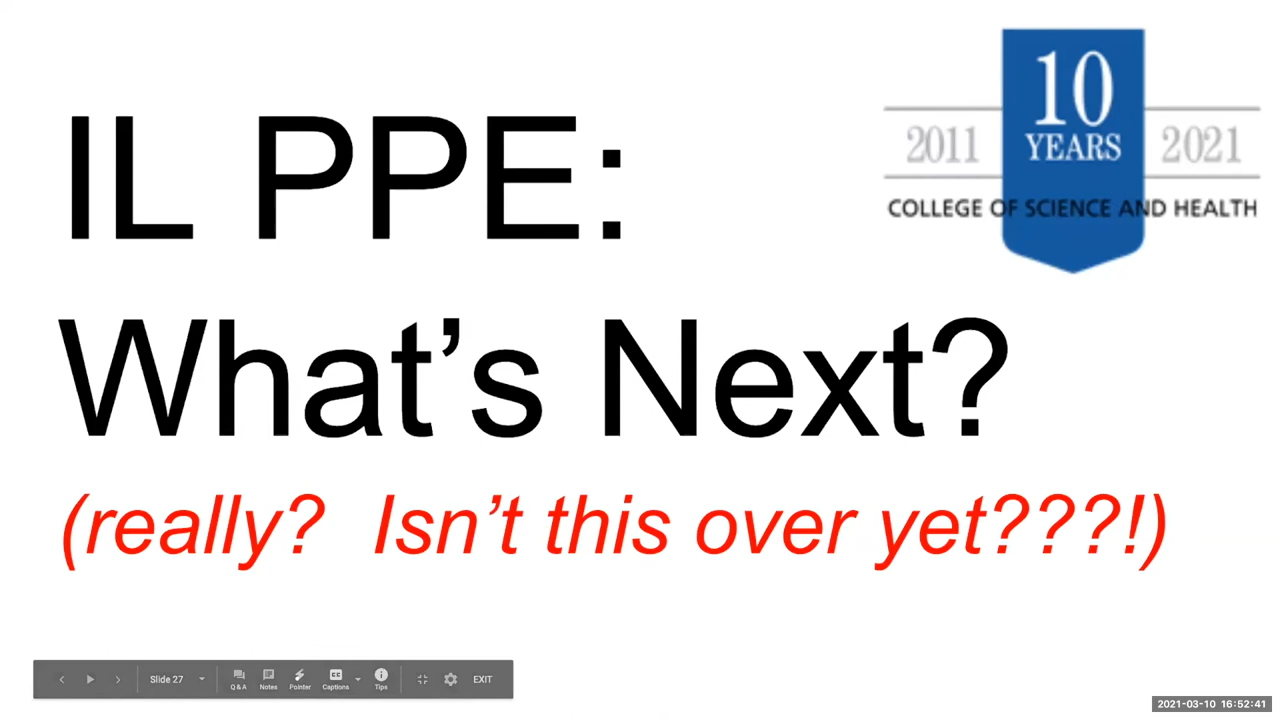 IL PPE:
10
YEARS
2011
2021
COLLEGE OF SCIENCE AND HEALTH
What’s Next?
(really?  Isn’t this over yet???!)
Slide 27
Q&A
Notes
Pointer
CC
Captions
Tips
EXIT
2021-03-10 16:52:41